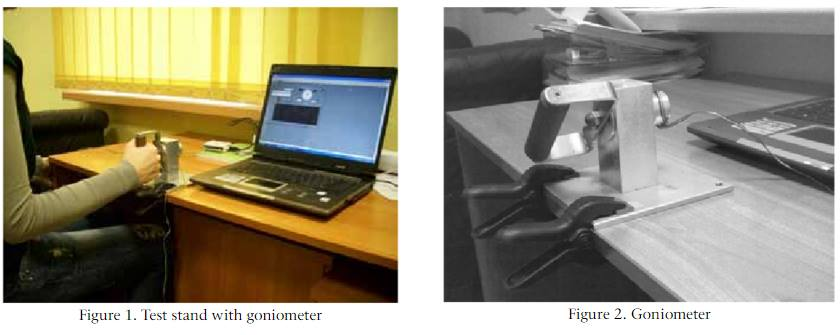 Figure 1. Test stand with goniometer
Figure 2. Goniometer